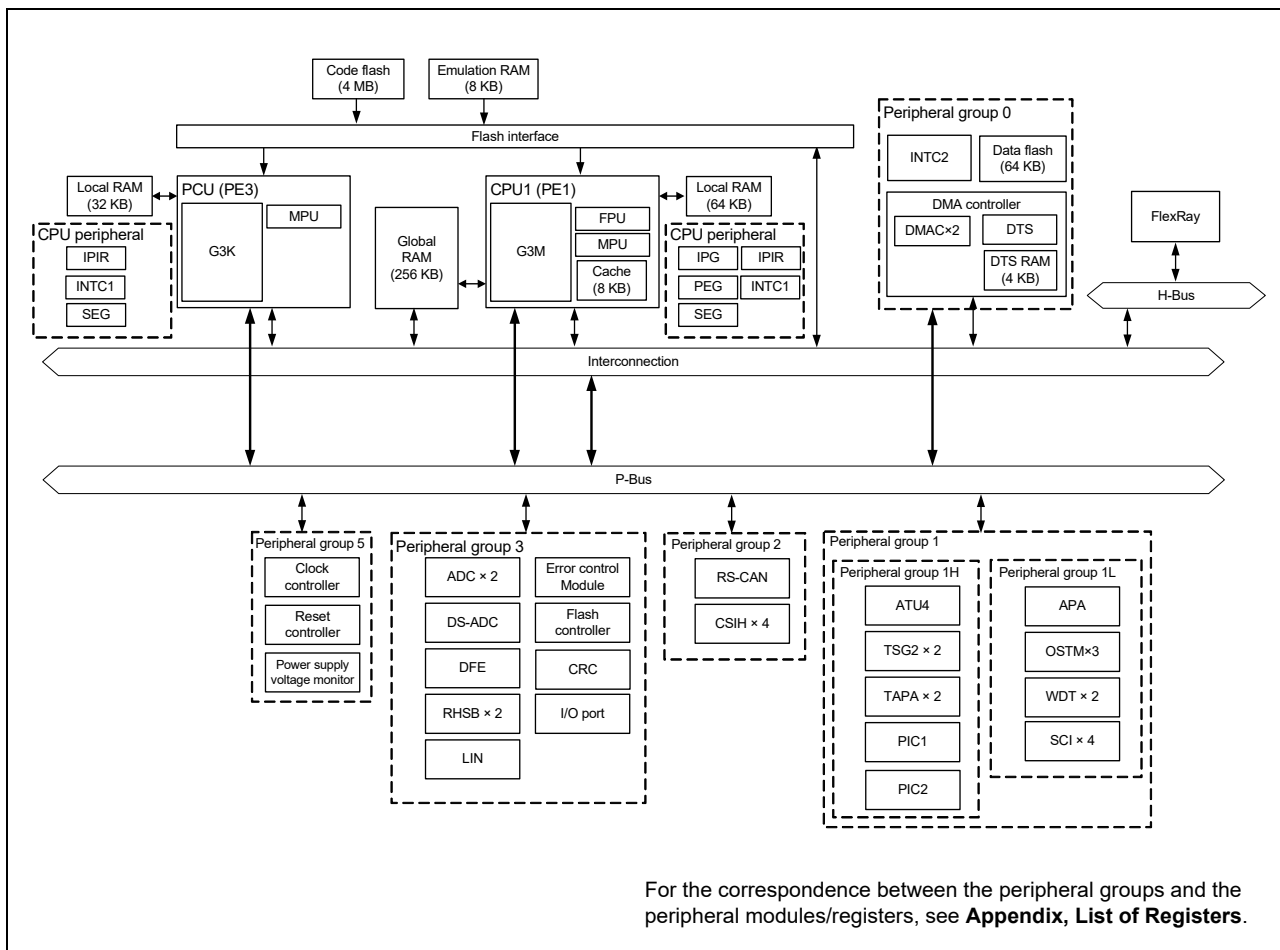 Code flash
(4 MB)
Emulation RAM
(8 KB)
Flash interface
Peripheral group 0
INTC2
Data flash
(64 KB)
DMA controller
DMAC×2
DTS
DTS RAM
(4 KB)
FlexRay
H-Bus
Local RAM
(32 KB)
PCU (PE3)
G3K
MPU
CPU peripheral
IPIR
INTC1
SEG
Global
RAM
(256 KB)
CPU1 (PE1)
G3M
FPU
MPU
Cache
(8 KB)
Local RAM
(64 KB)
CPU peripheral
IPG
IPIR
PEG
INTC1
SEG
Interconnection
P-Bus
Peripheral group 5
Clock
controller
Reset
controller
Power supply
voltage monitor
Peripheral group 3
ADC × 2
Error control
Module
DS-ADC
Flash
controller
DFE
CRC
RHSB × 2
I/O port
LIN
Peripheral group 2
RS-CAN
CSIH × 4
Peripheral group 1
Peripheral group 1H
ATU4
TSG2 × 2
TAPA × 2
PIC1
PIC2
Peripheral group 1L
APA
OSTM×3
WDT × 2
SCI × 4
For the correspondence between the peripheral groups and the
peripheral modules/registers, see Appendix, List of Registers.